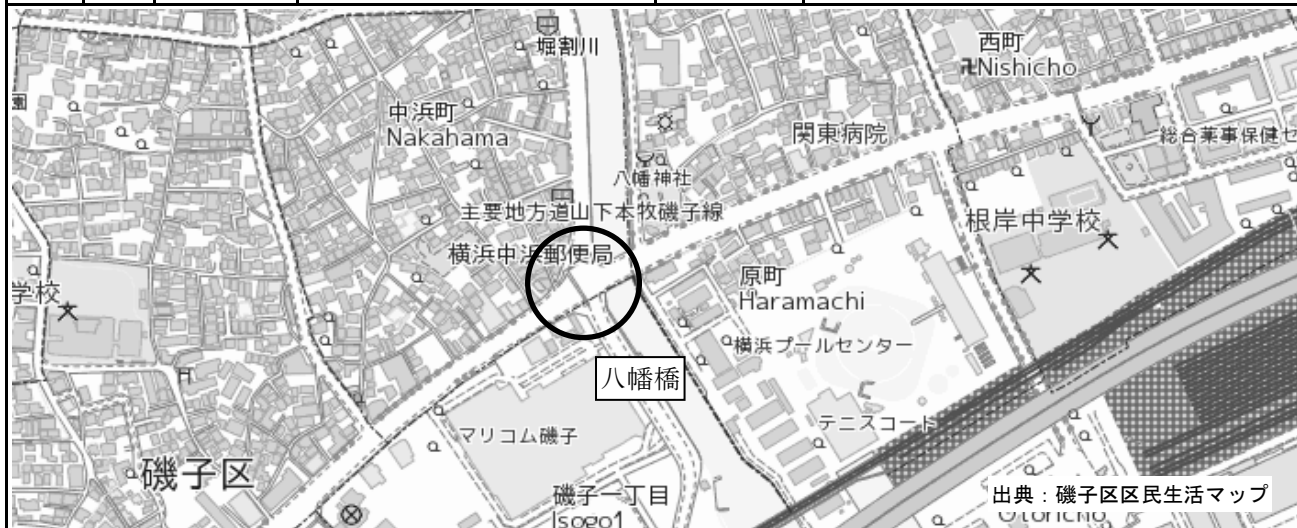 堀割川
西町
Nishicho
中浜町
Nakahama
関東病院
総合薬事保健セ
園
八幡神社
主要地方道山下本牧磯子線
横浜中浜郵便局
根岸中学校
学校
原町
Haramachi
横浜プールセンター
八幡橋
テニスコート
マリコム磯子
磯子区
磯子一丁目
Isogo1
出典：磯子区区民生活マップ
Otoricho